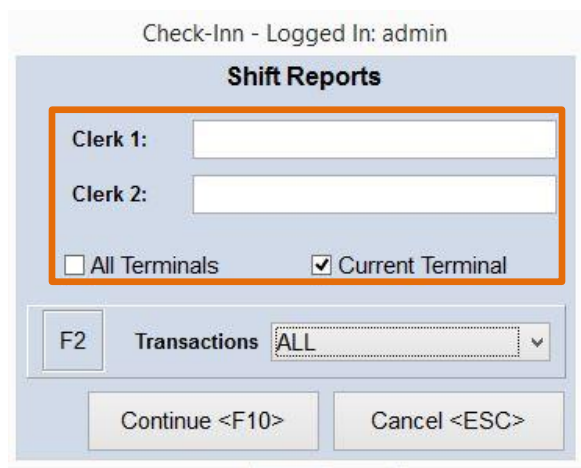 Check-Inn - Logged In: admin
Shift Reports
Clerk 1:
Clerk 2:
All Terminals Current Terminal
F2 Transactions ALL
Continue <F10> Cancel <ESC>